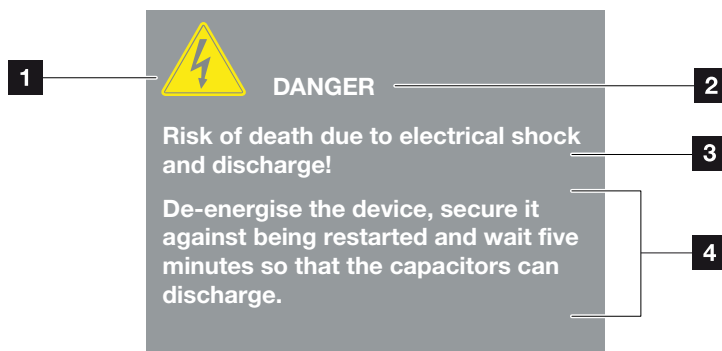 1
DANGER
2
Risk of death due to electrical shock
and discharge!
3
De-energise the device, secure it
against being restarted and wait five
minutes so that the capacitors can
discharge.
4